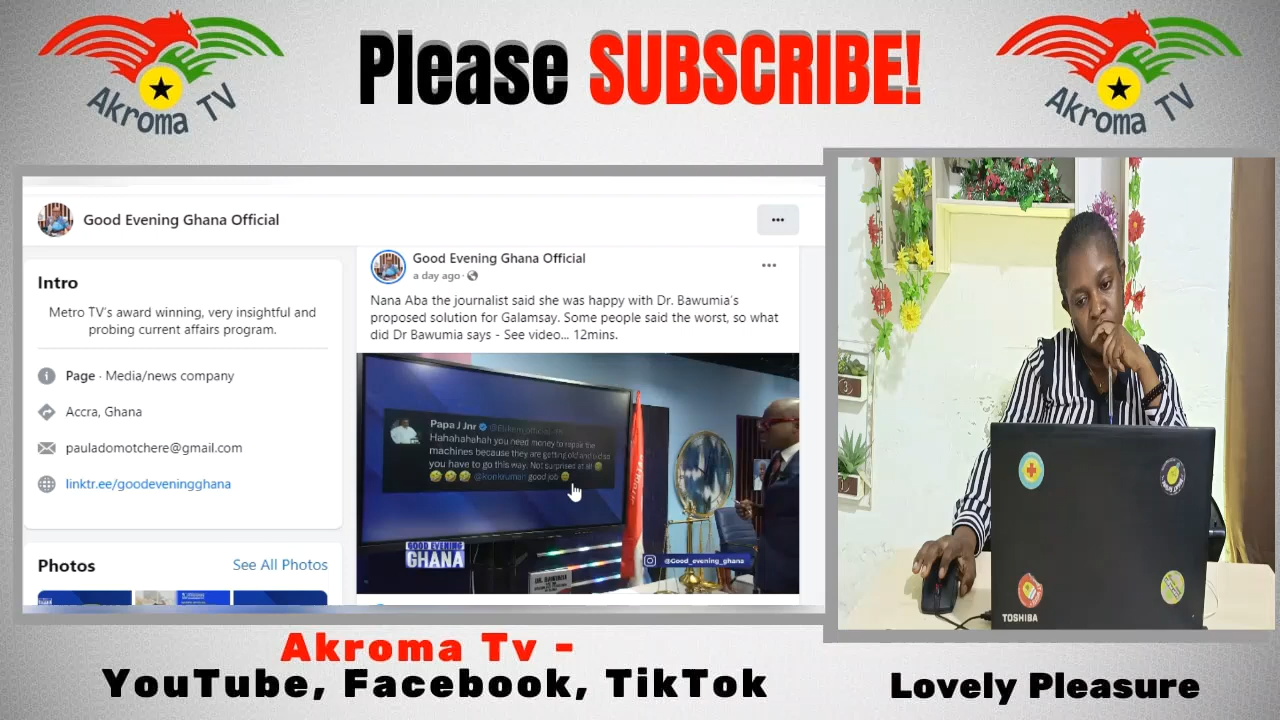 Akroma TV
Please SUBSCRIBE!
Akroma TV
Good Evening Ghana Official
Intro
Metro TV's award winning, very insightful and
probing current affairs program.
Page · Media/news company
Accra, Ghana
pauladomotchere@gmail.com
linktr.ee/goodeveningghana
Photos
See All Photos
Good Evening Ghana Official
a day ago ·
Nana Aba the journalist said she was happy with Dr. Bawumia's
proposed solution for Galamsay. Some people said the worst, so what
did Dr Bawumia says - See video... 12mins.
Papa J Jnr
Hahahahahah you need money to repair the
machines because they are getting old and
you have to go this way. Not surprises at all
@konkrumah good job
GOOD EVENING
GHANA
@Good_evening_ghana
TOSHIBA
Akroma Tv -
YouTube, Facebook, TikTok
Lovely Pleasure